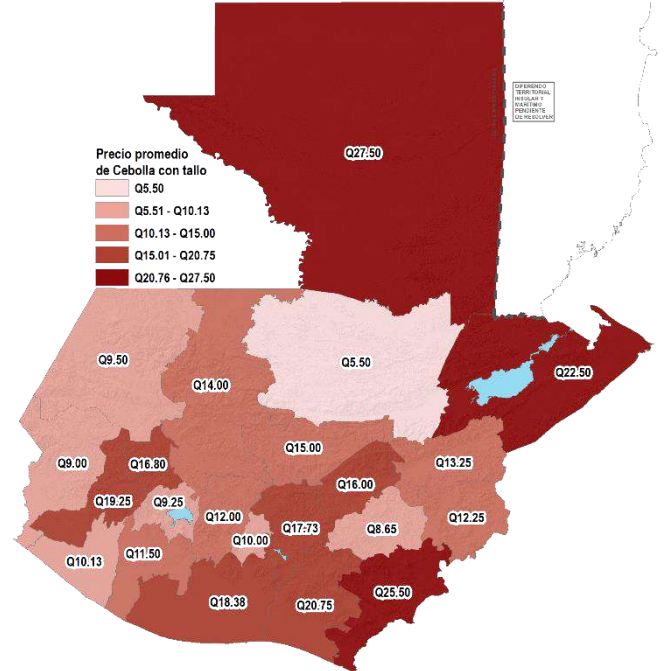 DIFERENDO
TERRITORIAL
INSULAR Y
MARÍTIMO
PENDIENTE
DE RESOLVER
Q27.50
Precio promedio
de Cebolla con tallo
Q5.50
Q5.51 - Q10.13
Q10.13 - Q15.00
Q15.01 - Q20.75
Q20.76 - Q27.50
Q9.50
Q14.00
Q5.50
Q22.50
Q9.00
Q16.80
Q15.00
Q13.25
Q16.00
Q19.25
Q9.25
Q12.00
Q17.73
Q8.65
Q12.25
Q10.00
Q10.13
Q11.50
Q18.38
Q20.75
Q25.50